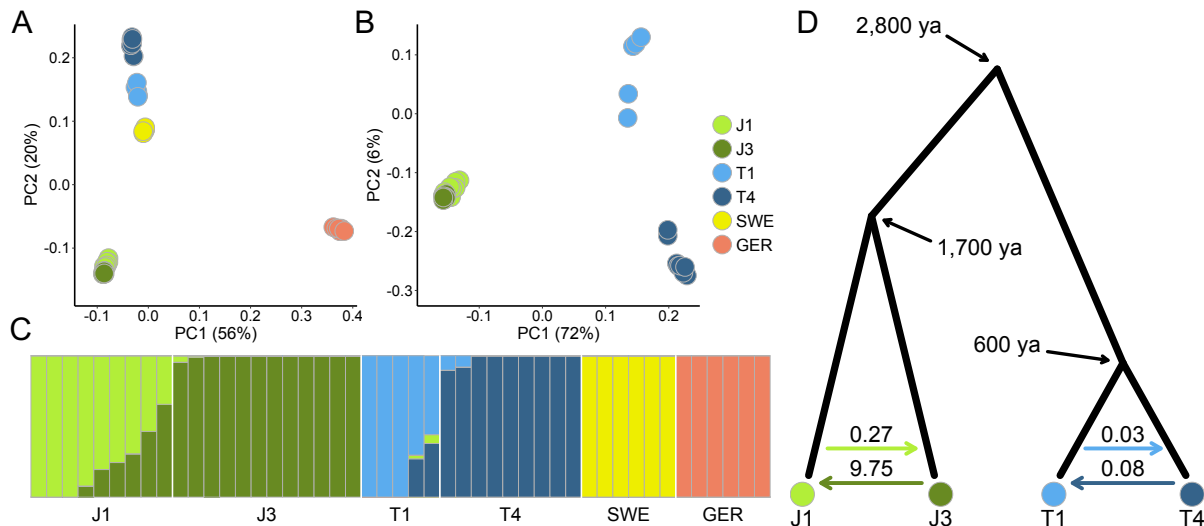 A
0.2
0.1
0.0
-0.1
PC2 (20%)
-0.1
0.0
0.1
0.2
0.3
0.4
PC1 (56%)
B
0.1
0.0
-0.1
-0.2
-0.3
PC2 (6%)
-0.1
0.0
0.1
0.2
PC1 (72%)
J1
J3
T1
T4
SWE
GER
C
J1
J3
T1
T4
SWE
GER
D
2,800 ya
1,700 ya
600 ya
0.27
9.75
0.03
0.08
J1
J3
T1
T4